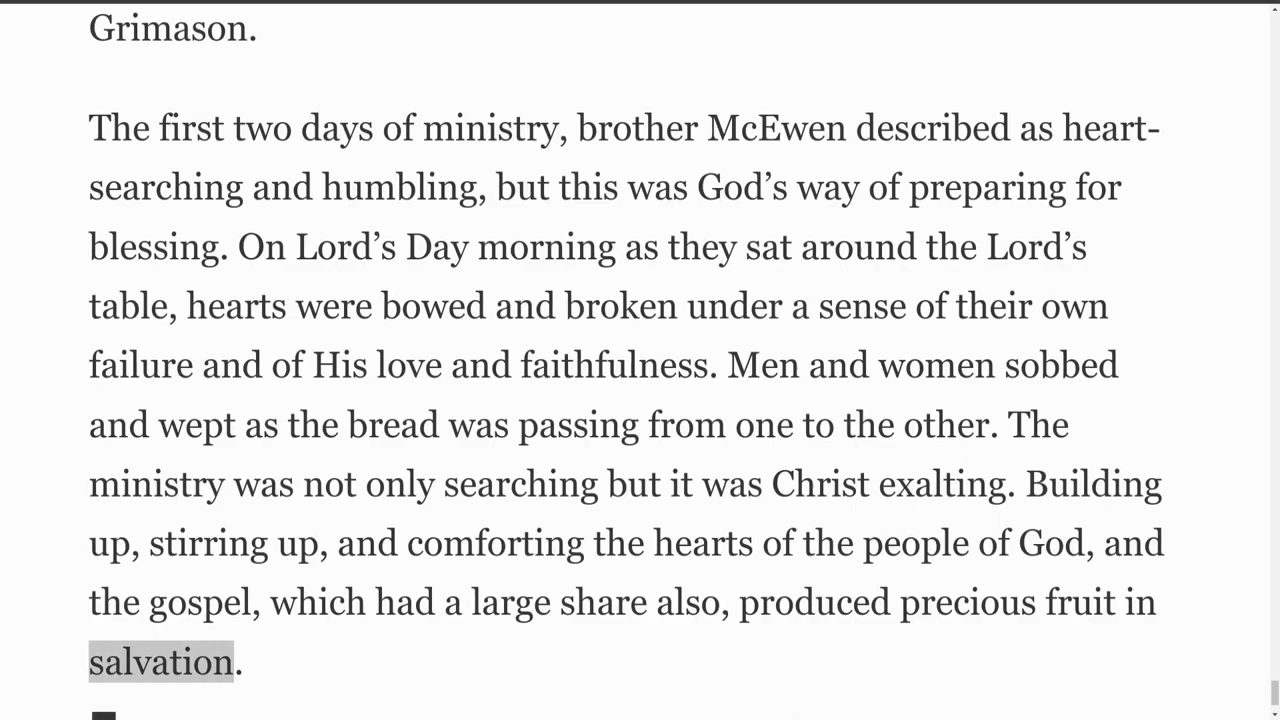 Grimason.
The first two days of ministry, brother McEwen described as heart-
searching and humbling, but this was God’s way of preparing for
blessing. On Lord’s Day morning as they sat around the Lord’s
table, hearts were bowed and broken under a sense of their own
failure and of His love and faithfulness. Men and women sobbed
and wept as the bread was passing from one to the other. The
ministry was not only searching but it was Christ exalting. Building
up, stirring up, and comforting the hearts of the people of God, and
the gospel, which had a large share also, produced precious fruit in
salvation.